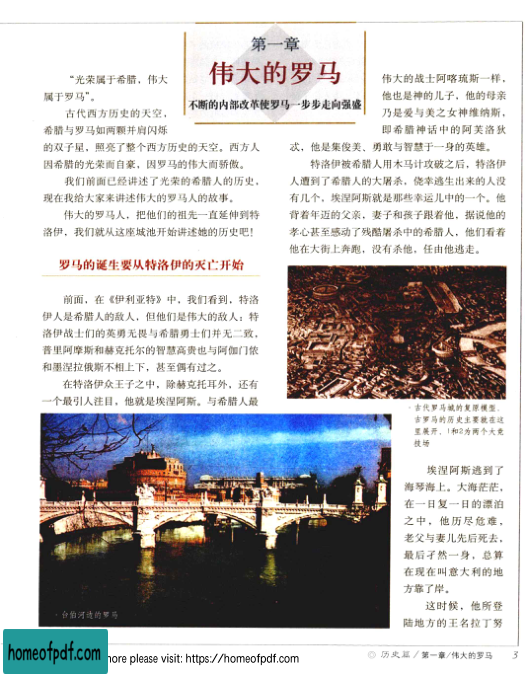 第一章
伟大的罗马
不断的内部改革使罗马一步步走向强盛
“光荣属于希腊，伟大
属于罗马”。
古代西方历史的天空，
希腊与罗马如两颗并肩闪烁
的双子星，照亮了整个西方历史的天空。西方人
因希腊的光荣而自豪，因罗马的伟大而骄傲。
我们前面已经讲述了光荣的希腊人的历史，
现在我给大家来讲述伟大的罗马人的故事。
伟大的罗马人，把他们的祖先一直延伸到特
洛伊，我们就从这座城池开始讲述她的历史吧！
罗马的诞生要从特洛伊的灭亡开始
前面，在《伊利亚特》中，我们看到，特洛
伊人是希腊人的敌人，但他们是伟大的敌人：特
洛伊战士们的英勇无畏与希腊勇士们并无二致，
普里阿摩斯和赫克托尔的智慧高贵也与阿伽门侬
和墨涅拉俄斯不相上下，甚至偶有过之。
在特洛伊众王子之中，除赫克托耳外，还有
一个最引人注目，他就是埃涅阿斯。与希腊人最
·台伯河边的罗马
伟大的战士阿喀琉斯一样，
他也是神的儿子，他的母亲
乃是爱与美之女神维纳斯，
即希腊神话中的阿芙洛狄
忒，他是集俊美、勇敢与智慧于一身的英雄。
特洛伊被希腊人用木马计攻破之后，特洛伊
人遭到了希腊人的大屠杀，侥幸逃生出来的人没
有几个，埃涅阿斯就是那些幸运儿中的一个。他
背着年迈的父亲，妻子和孩子跟着他，据说他的
孝心甚至感动了残酷屠杀中的希腊人，他们看着
他在大街上奔跑，没有杀他，任由他逃走。
·古代罗马城的复原模型，
古罗马的历史主要就在这
里展开，1和2为两个大竞
技场
埃涅阿斯逃到了
海琴海上。大海茫茫，
在一日复一日的漂泊
之中，他历尽危难，
老父与妻儿先后死去，
最后孑然一身，总算
在现在叫意大利的地
方靠了岸。
这时候，他所登
陆地方的王名拉丁努
◎ 历史篇/第一章/伟大的罗马 3
homeofpdf.com
more please visit: https://homeofpdf.com